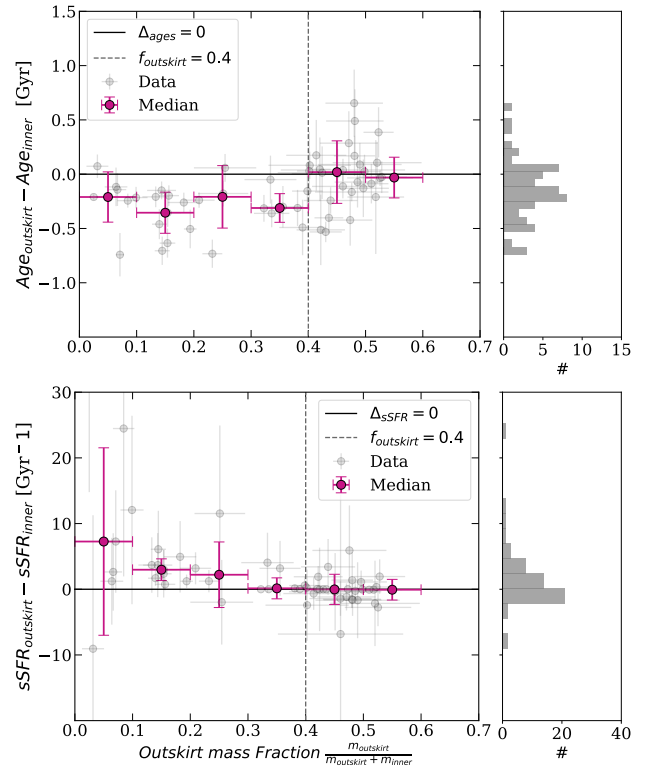 1.5
1.0
0.5
0.0
−0.5
−1.0
Age_outskirt − Age_inner [Gyr]
Δ_ages = 0
f_outskirt = 0.4
Data
Median
0.0 0.1 0.2 0.3 0.4 0.5 0.6 0.7
0 5 10 15
#
30
20
10
0
−10
sSFR_outskirt − sSFR_inner [Gyr−1]
Δ_sSFR = 0
f_outskirt = 0.4
Data
Median
0.0 0.1 0.2 0.3 0.4 0.5 0.6 0.7
Outskirt mass Fraction m_outskirt / m_outskirt + m_inner
0 20 40
#